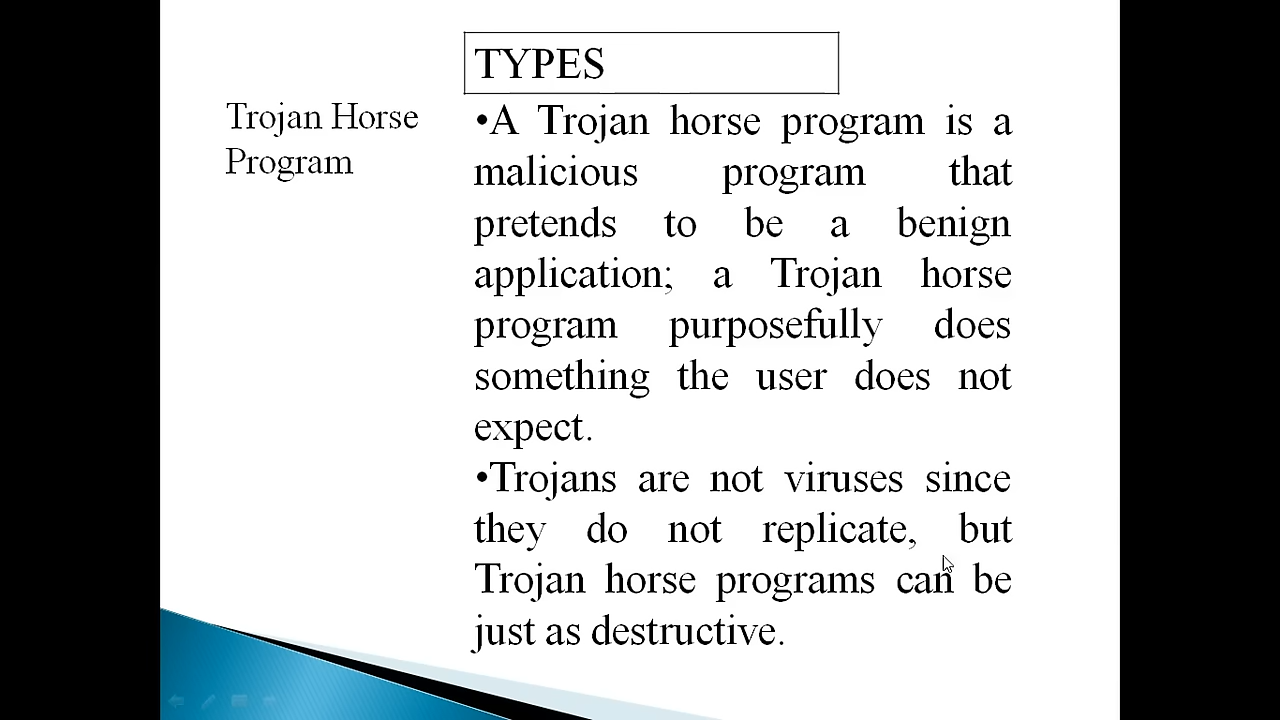 TYPES
Trojan Horse
Program
•A Trojan horse program is a
malicious program that
pretends to be a benign
application; a Trojan horse
program purposefully does
something the user does not
expect.
•Trojans are not viruses since
they do not replicate, but
Trojan horse programs can be
just as destructive.